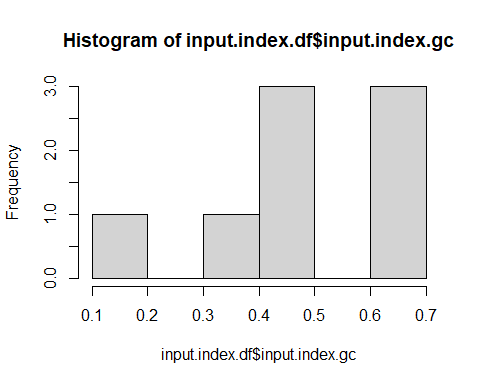 Histogram of input.index.df$input.index.gc
Frequency
3.0
2.0
1.0
0.0
0.1 0.2 0.3 0.4 0.5 0.6 0.7
input.index.df$input.index.gc